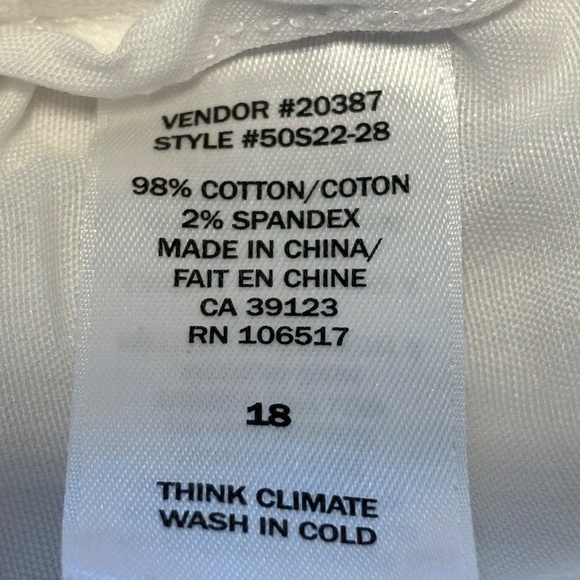 VENDOR #20387
STYLE #50S22-28
98% COTTON/COTON
2% SPANDEX
MADE IN CHINA/
FAIT EN CHINE
CA 39123
RN 106517
18
THINK CLIMATE
WASH IN COLD